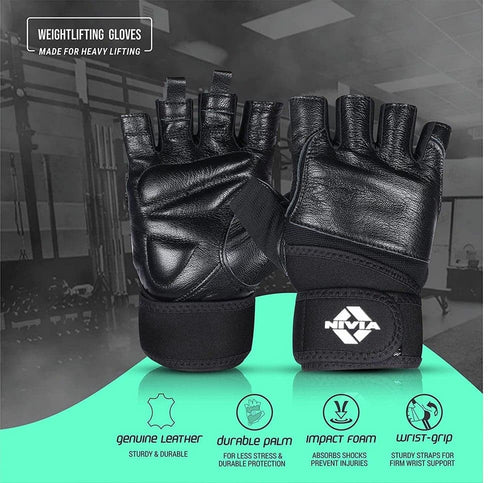 WEIGHTLIFTING GLOVES
MADE FOR HEAVY LIFTING
NIVIA
genuine Leather
STURDY & DURABLE
durable palm
FOR LESS STRESS &
DURABLE PROTECTION
impact foam
ABSORBS SHOCKS
PREVENT INJURIES
wrist-grip
STURDY STRAPS FOR
FIRM WRIST SUPPORT